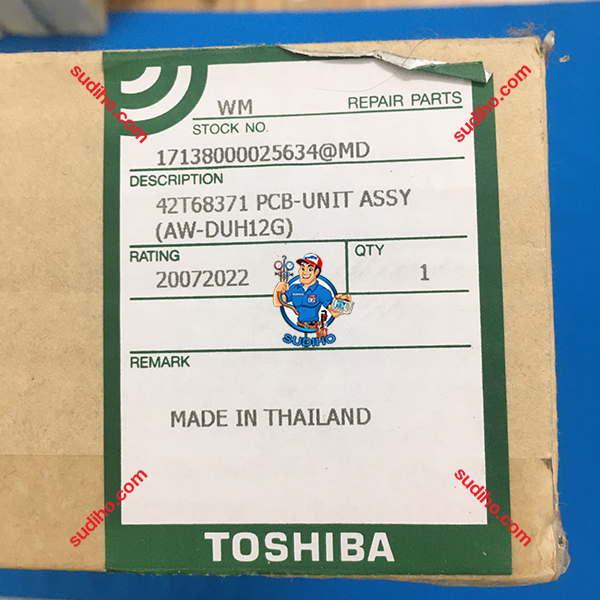 sudiho.com
sudiho.com
WM
REPAIR PARTS
STOCK NO.
17138000025634@MD
DESCRIPTION
42T68371 PCB-UNIT ASSY
(AW-DUH12G)
RATING
QTY
20072022
1
SUDIHO
REMARK
MADE IN THAILAND
sudiho.com
sudiho.com
TOSHIBA